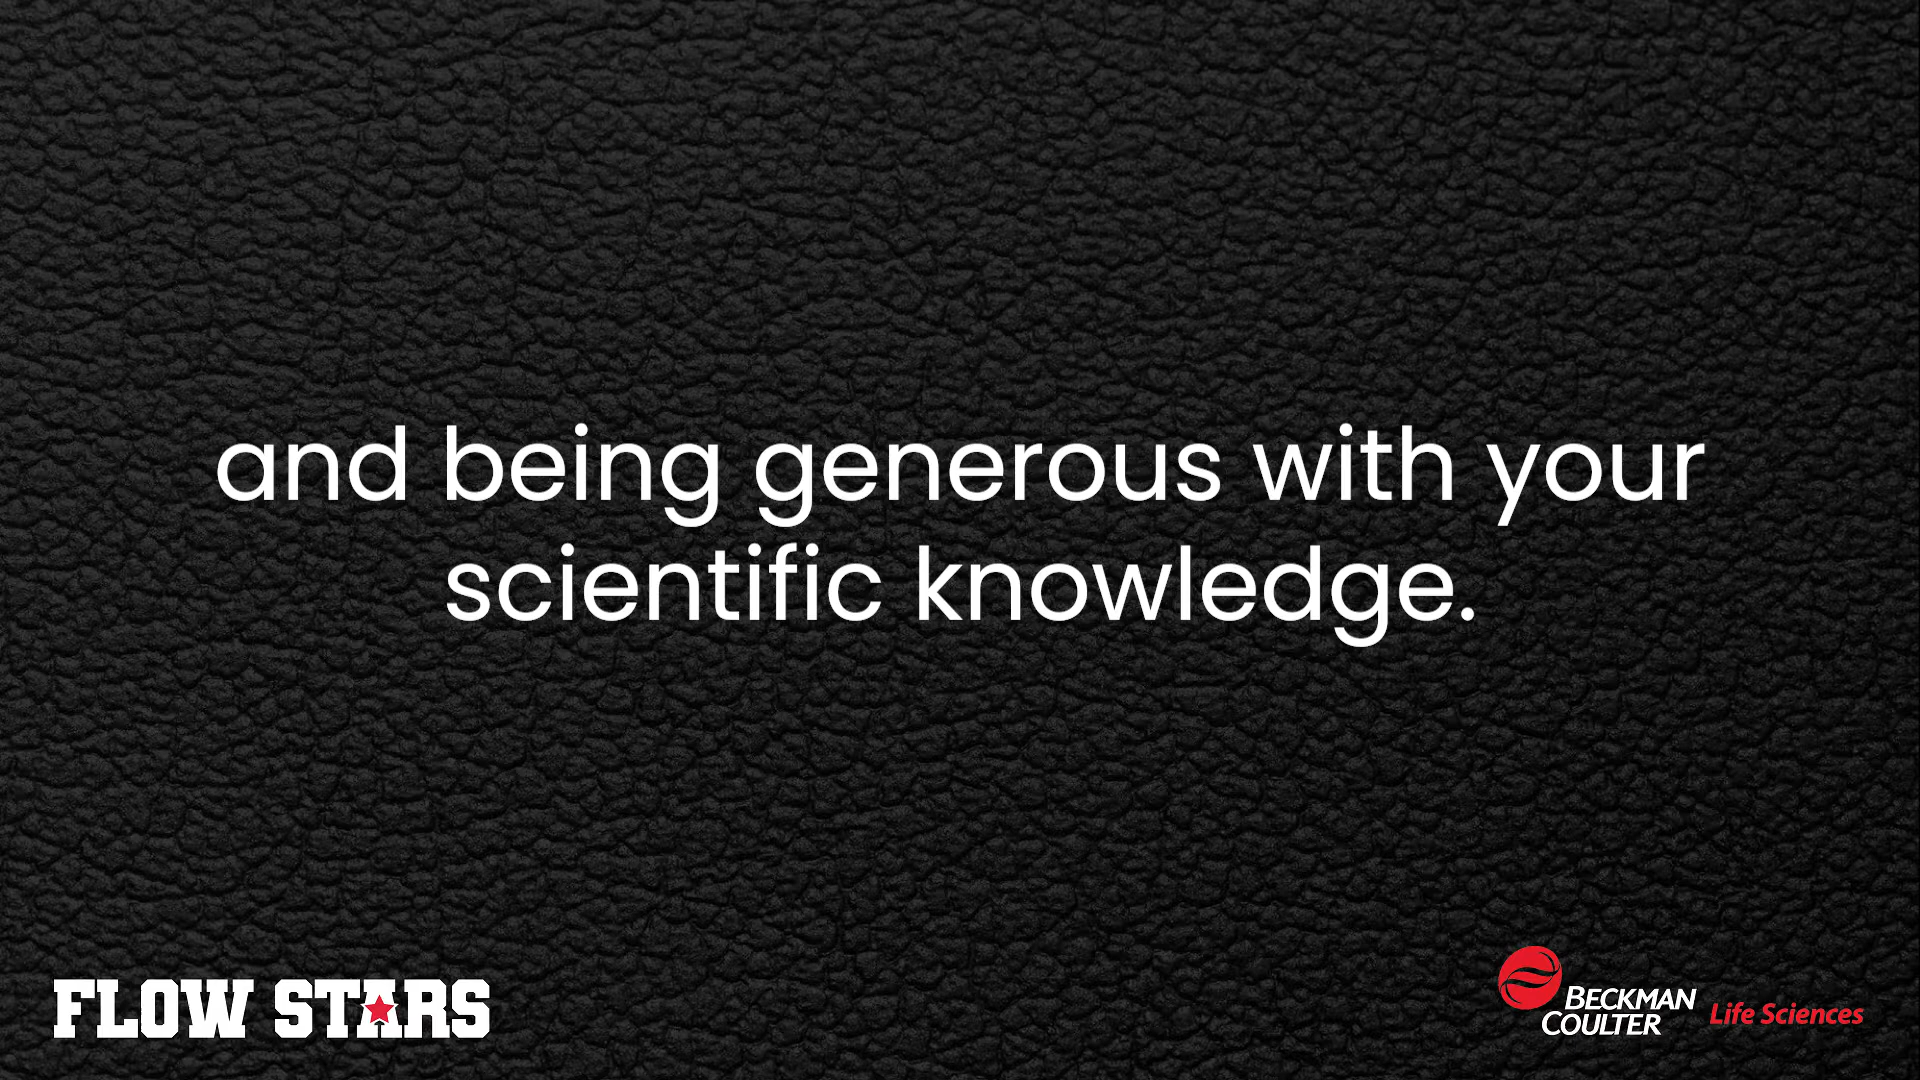 and being generous with your
scientific knowledge.
FLOW STARS
BECKMAN
COULTER
Life Sciences